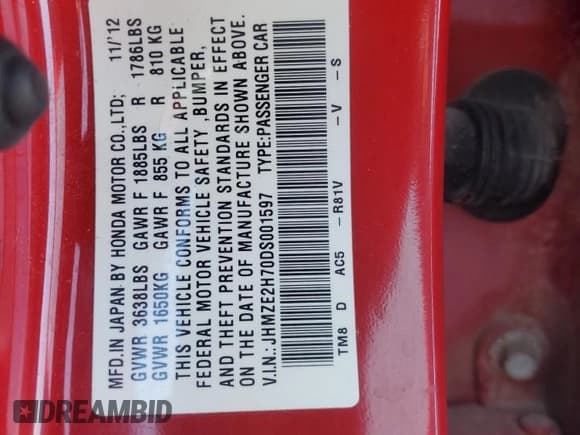 MFD.IN JAPAN BY HONDA MOTOR CO.,LTD; 11/'12
GVWR 3638LBS GAWR F 1885LBS R 1786LBS
GVWR 1650KG GAWR F 855 KG R 810 KG
THIS VEHICLE CONFORMS TO ALL APPLICABLE
FEDERAL MOTOR VEHICLE SAFETY ,BUMPER,
AND THEFT PREVENTION STANDARDS IN EFFECT
ON THE DATE OF MANUFACTURE SHOWN ABOVE.
V.I.N.: JHMZE2H70DS001597 TYPE:PASSENGER CAR
TM8 D AC5 -R81V -V -S
DREAMBID